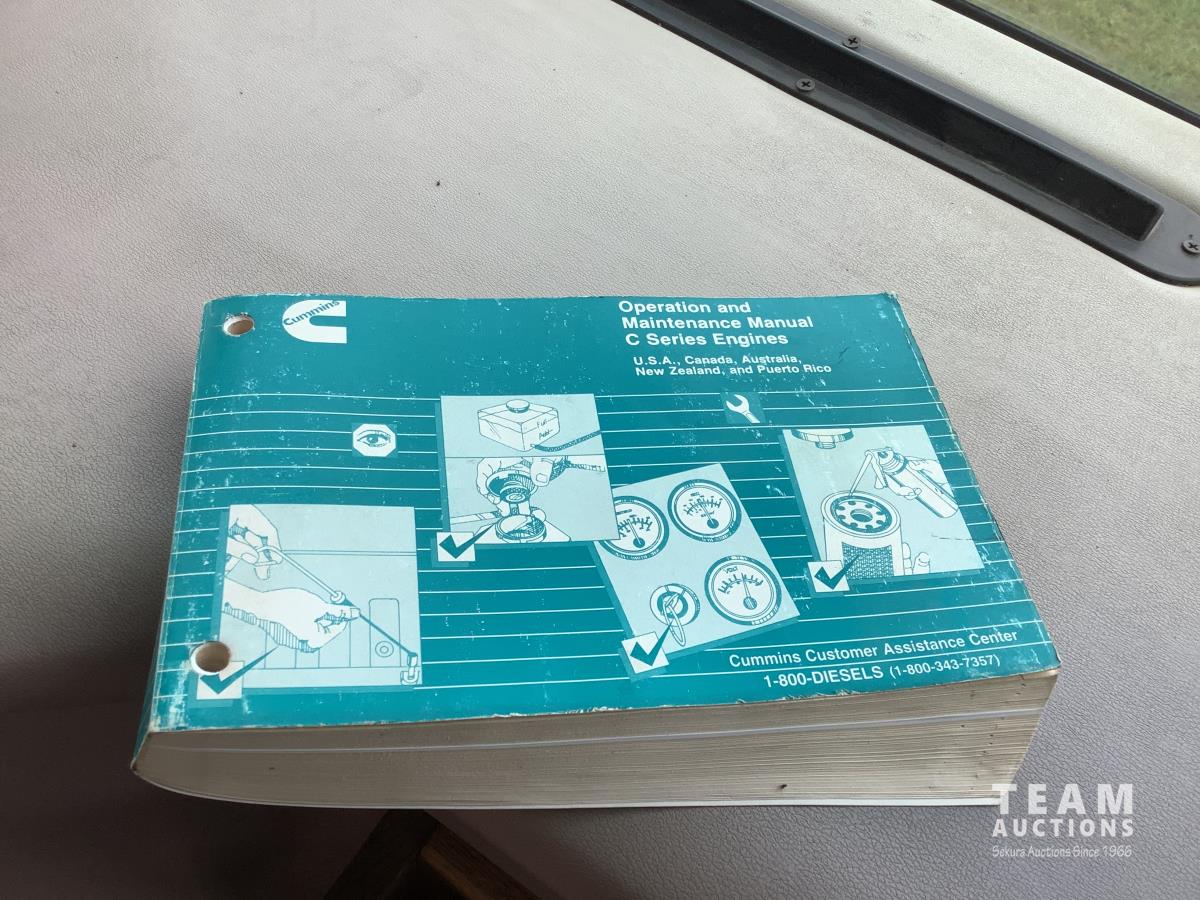 Cummins
Operation and
Maintenance Manual
C Series Engines
U.S.A., Canada, Australia,
New Zealand, and Puerto Rico
VOLT
Cummins Customer Assistance Center
1-800-DIESELS (1-800-343-7357)
TEAM
AUCTIONS
Sekura Auctions Since 1966